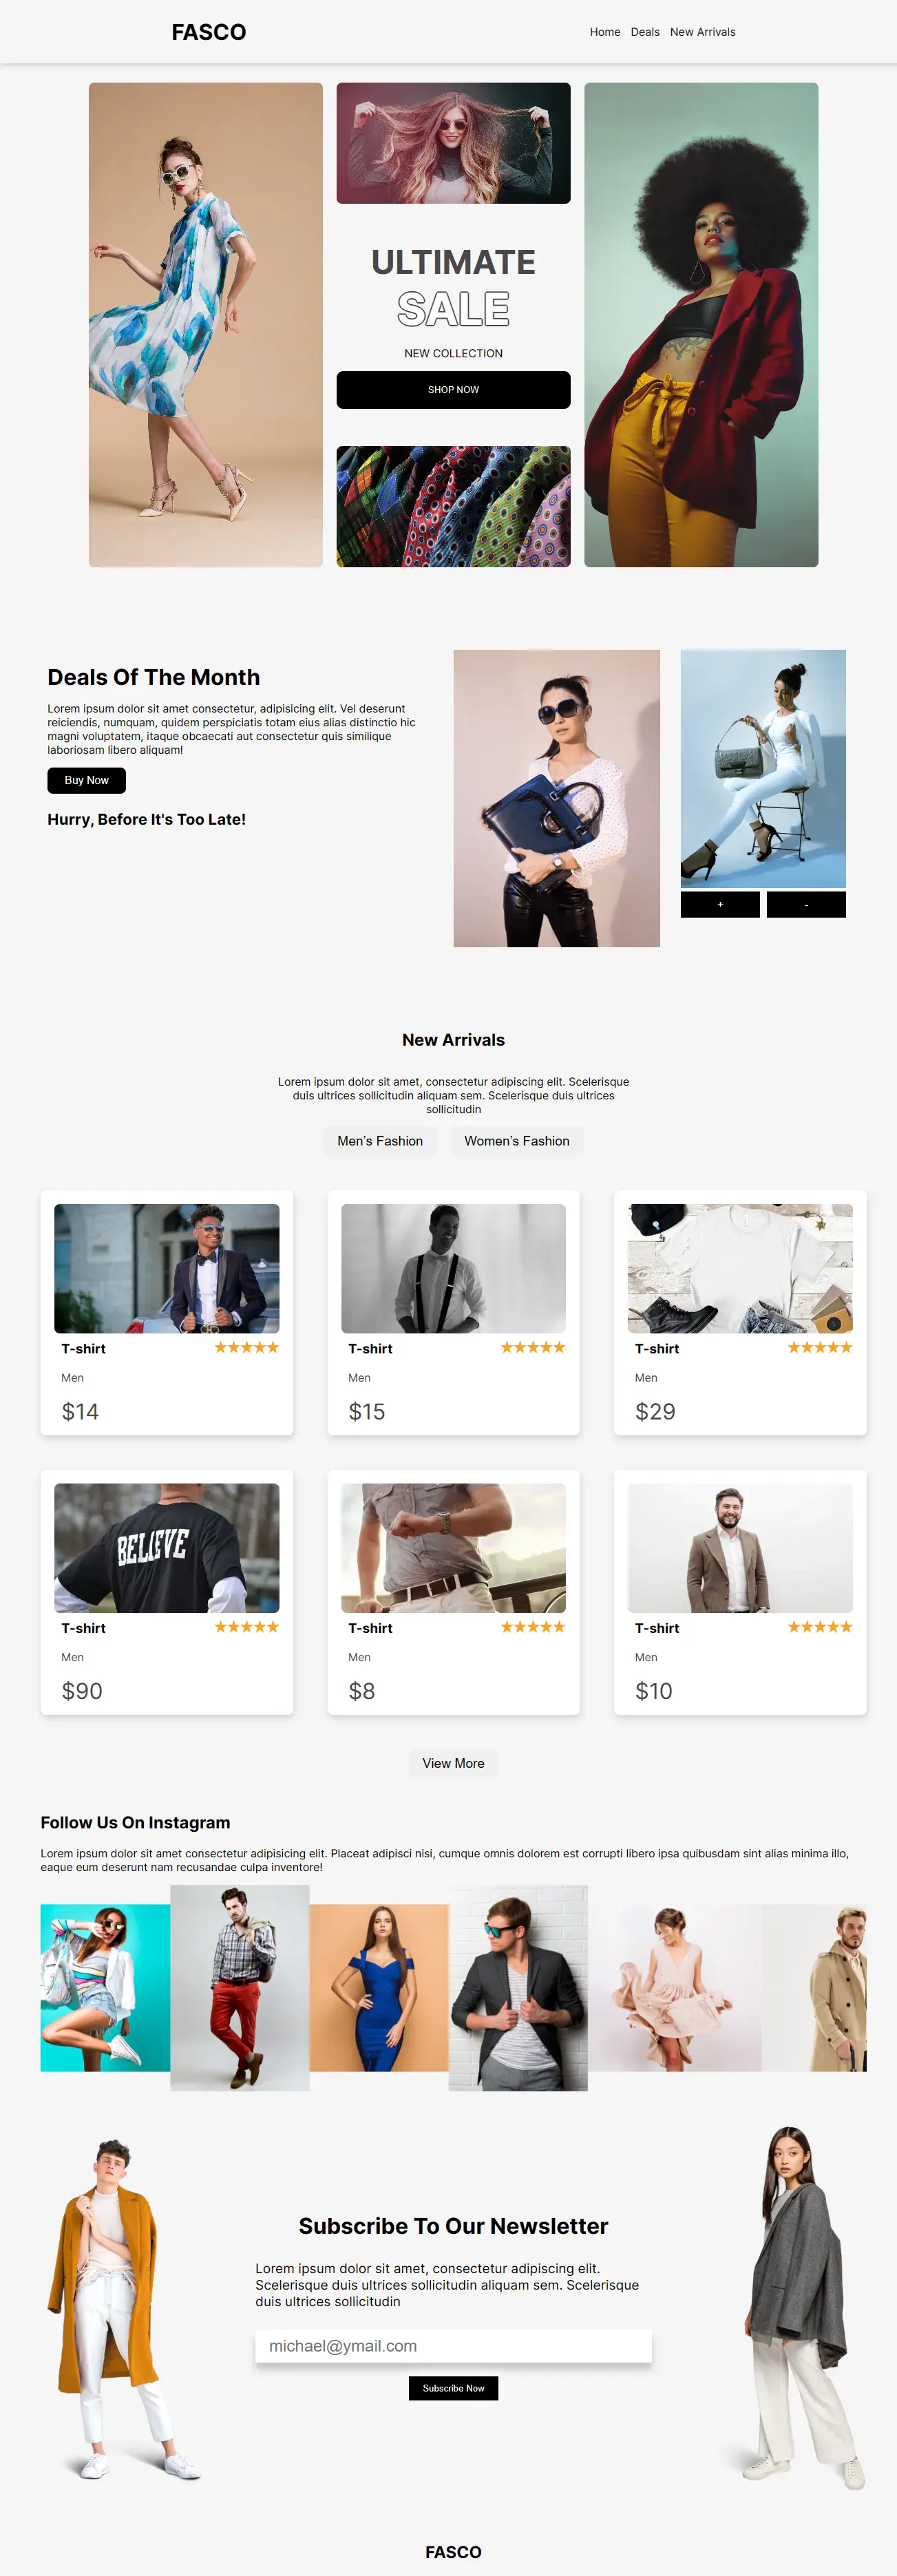 FASCO
Home Deals New Arrivals
ULTIMATE
SALE
NEW COLLECTION
SHOP NOW
Deals Of The Month
Lorem ipsum dolor sit amet consectetur, adipisicing elit. Vel deserunt
reiciendis, numquam, quidem perspiciatis totam eius alias distinctio hic
magni voluptatem, itaque obcaecati aut consectetur quis similique
laboriosam libero aliquam!
Buy Now
Hurry, Before It's Too Late!
+ -
New Arrivals
Lorem ipsum dolor sit amet, consectetur adipiscing elit. Scelerisque
duis ultrices sollicitudin aliquam sem. Scelerisque duis ultrices
sollicitudin
Men's Fashion Women's Fashion
T-shirt
Men
$14
T-shirt
Men
$15
T-shirt
Men
$29
BELIEVE
T-shirt
Men
$90
T-shirt
Men
$8
T-shirt
Men
$10
View More
Follow Us On Instagram
Lorem ipsum dolor sit amet consectetur adipisicing elit. Placeat adipisci nisi, cumque omnis dolorem est corrupti libero ipsa quibusdam sint alias minima illo,
eaque eum deserunt nam recusandae culpa inventore!
Subscribe To Our Newsletter
Lorem ipsum dolor sit amet, consectetur adipiscing elit.
Scelerisque duis ultrices sollicitudin aliquam sem. Scelerisque
duis ultrices sollicitudin
michael@ymail.com
Subscribe Now
FASCO